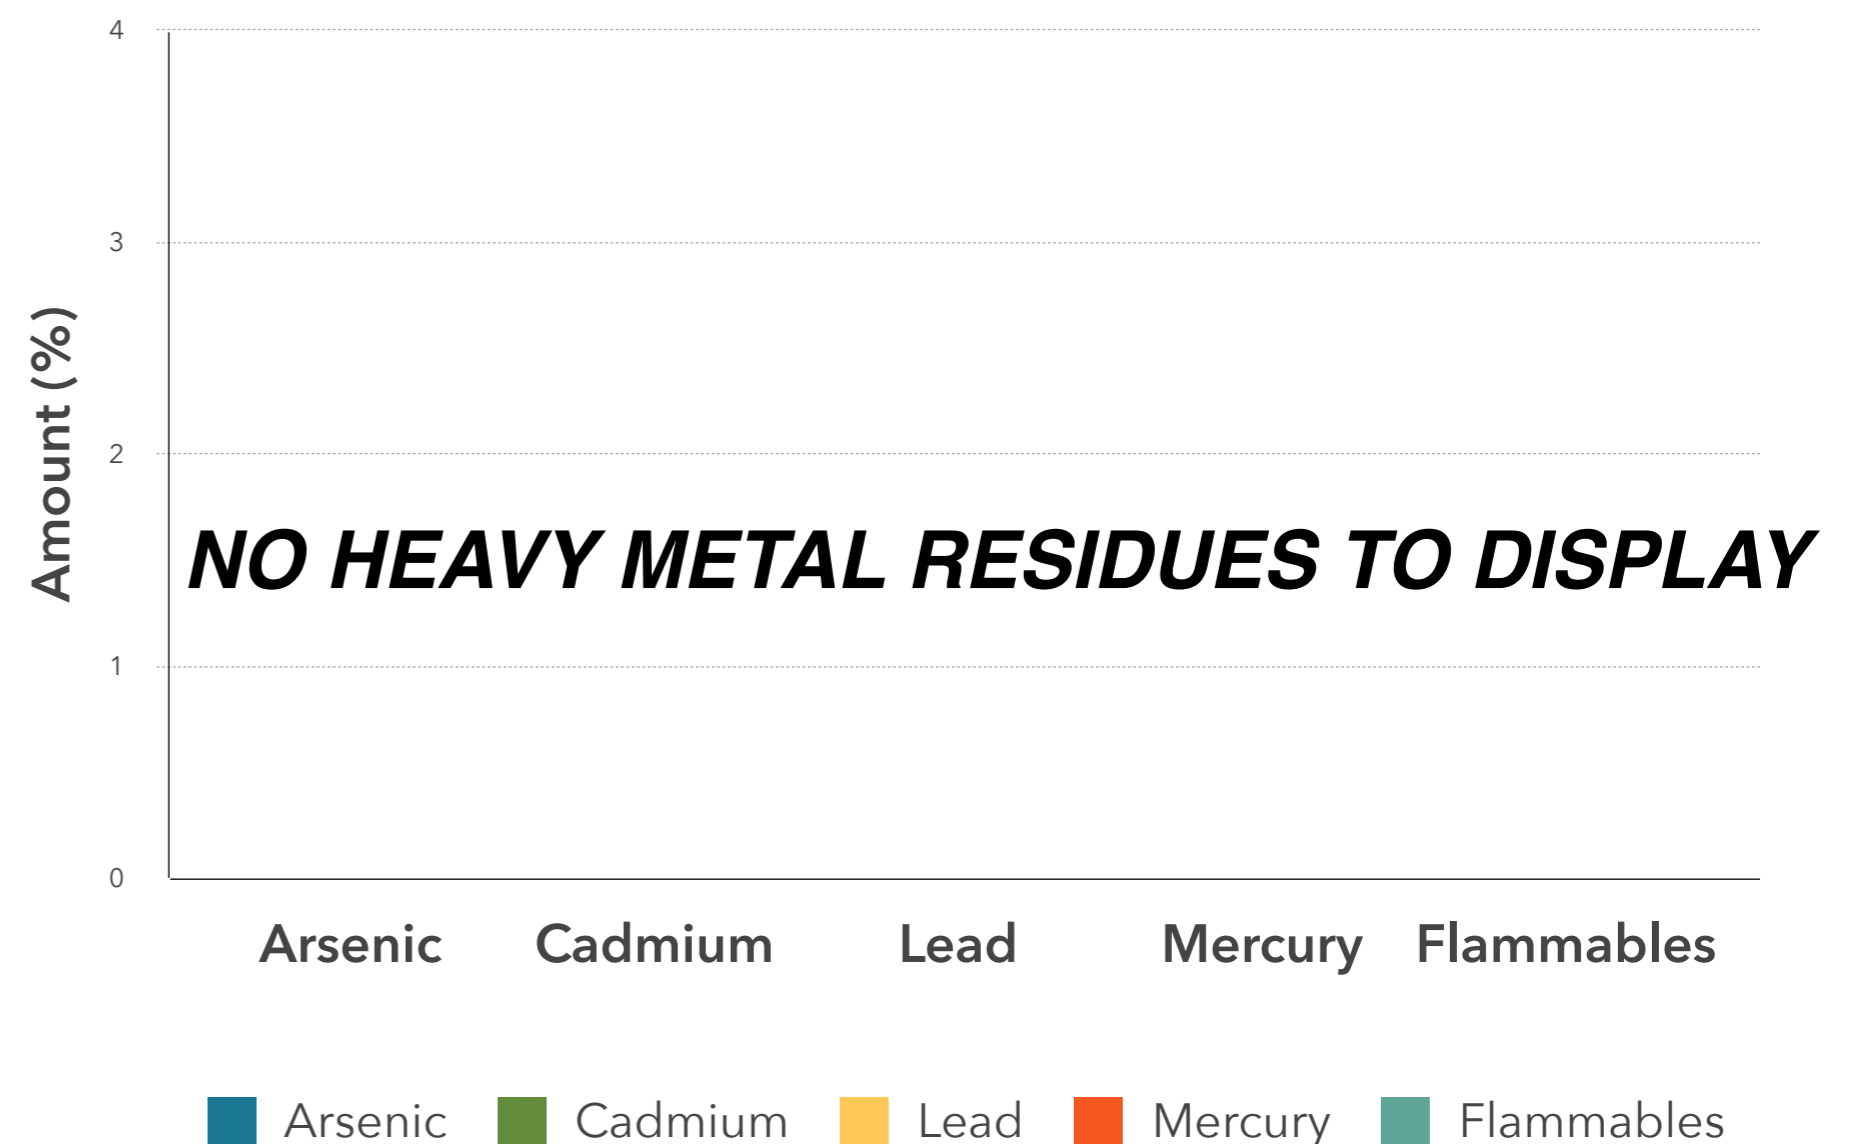 4
3
2
1
0
Amount (%)
NO HEAVY METAL RESIDUES TO DISPLAY
Arsenic Cadmium Lead Mercury Flammables
Arsenic Cadmium Lead Mercury Flammables